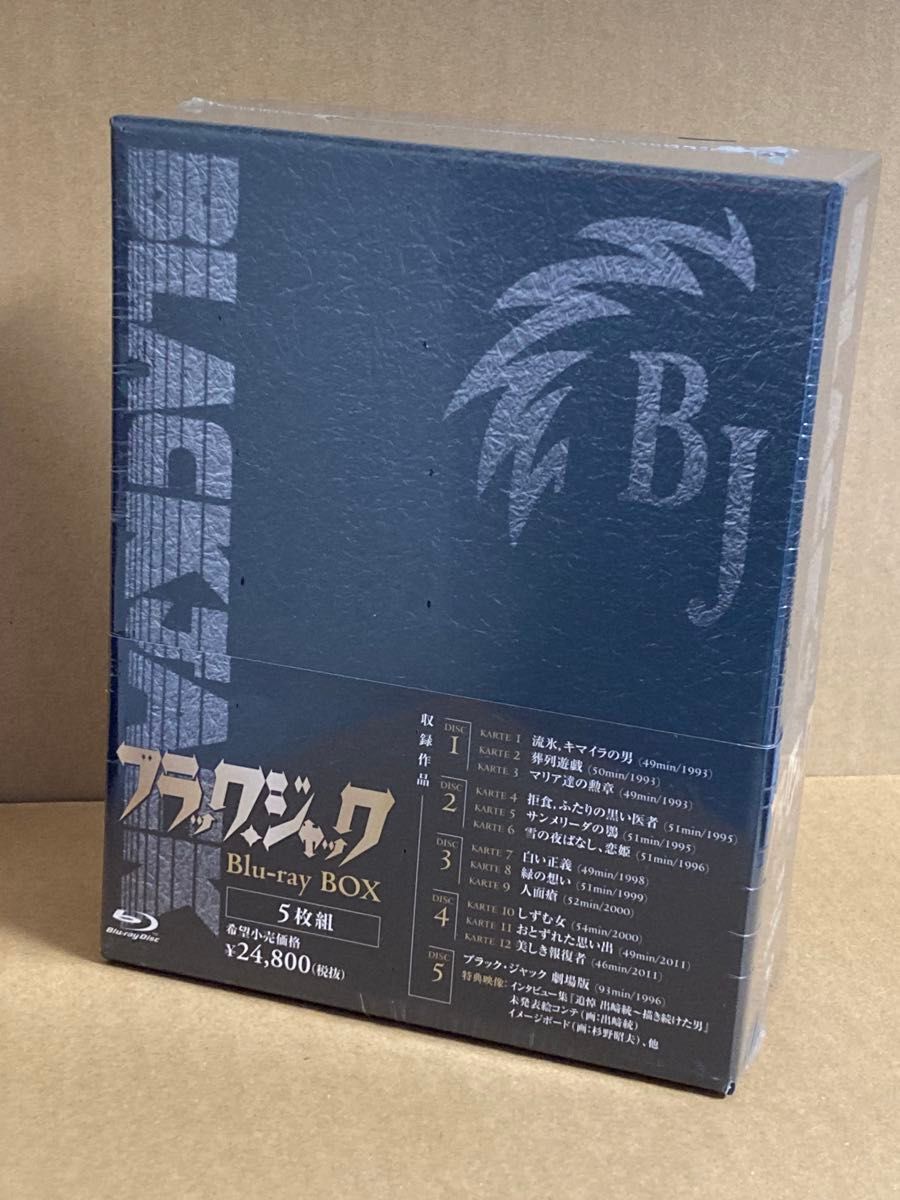 BLACK JACK
BJ
ブラック・ジャック
Blu-ray BOX
5枚組
希望小売価格
¥24,800(税抜)
Blu-ray Disc
収録作品
DISC 1
KARTE 1 流氷，キマイラの男 (49min/1993)
KARTE 2 葬列遊戯 (50min/1993)
KARTE 3 マリア達の勲章 (49min/1993)
DISC 2
KARTE 4 拒食，ふたりの黒い医者 (51min/1995)
KARTE 5 サンメリーダの鶚 (51min/1995)
KARTE 6 雪の夜ばなし、恋姫 (51min/1996)
DISC 3
KARTE 7 白い正義 (49min/1998)
KARTE 8 緑の想い (51min/1999)
KARTE 9 人面瘡 (52min/2000)
DISC 4
KARTE 10 しずむ女 (54min/2000)
KARTE 11 おとずれた思い出 (49min/2011)
KARTE 12 美しき報復者 (46min/2011)
DISC 5
ブラック・ジャック 劇場版 (93min/1996)
特典映像：インタビュー集『追悼 出﨑統～描き続けた男』
未発表絵コンテ(画：出﨑統)
イメージボード(画：杉野昭夫)、他